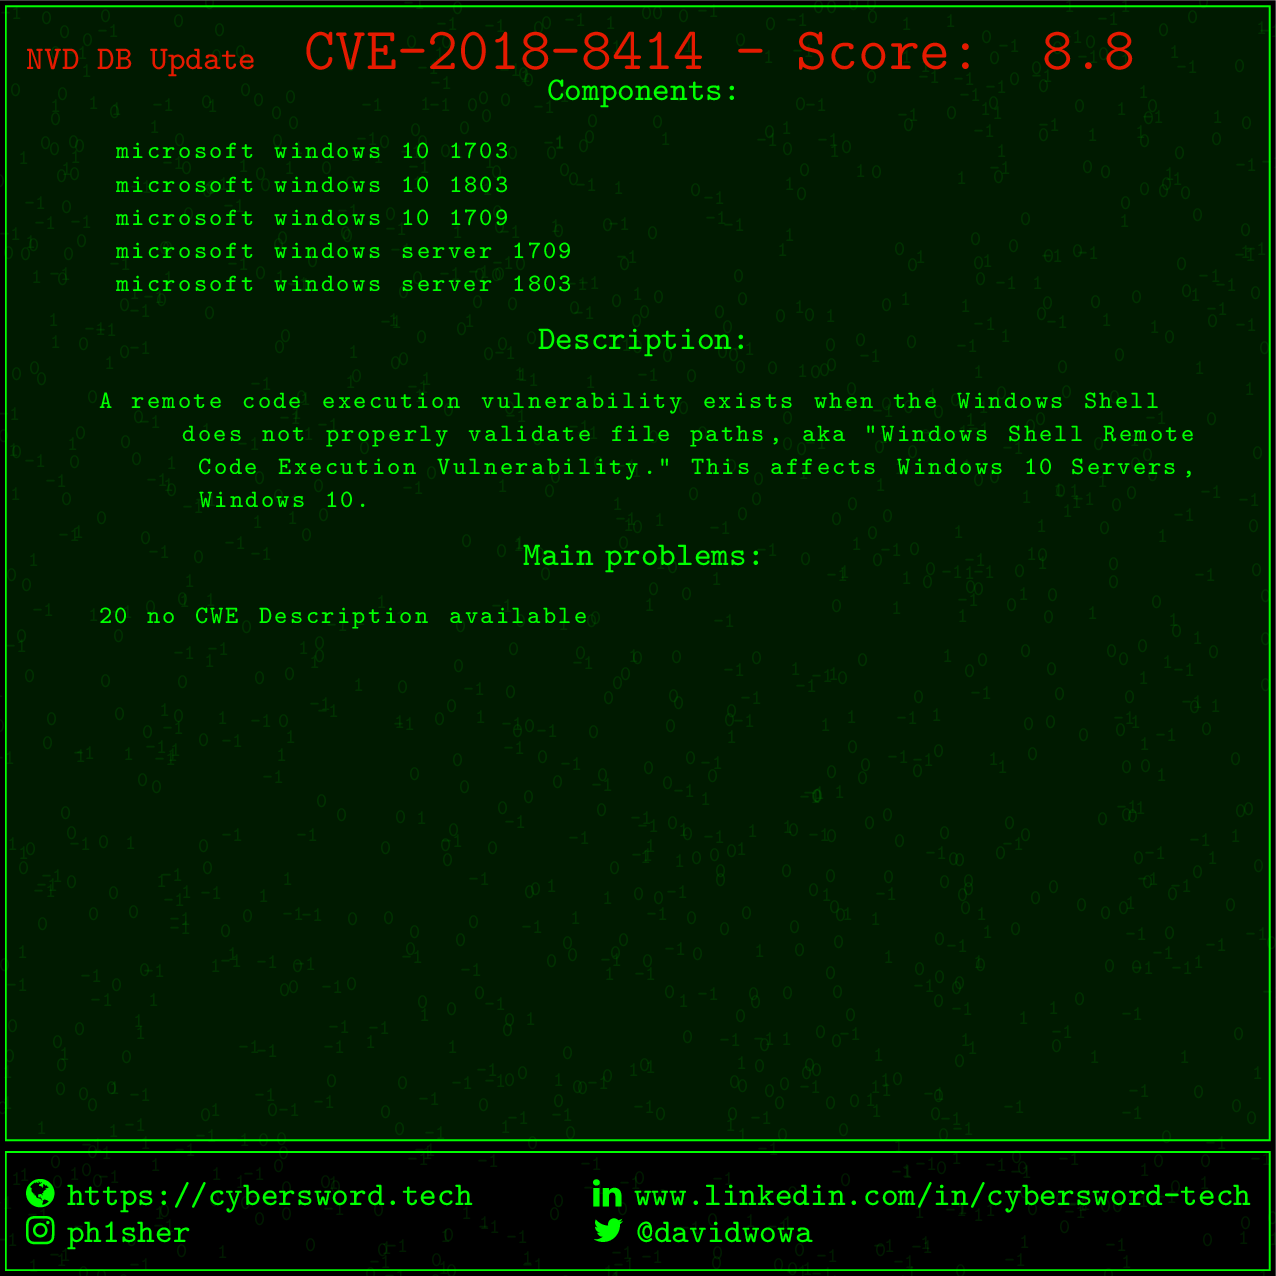 NVD DB Update CVE-2018-8414 - Score: 8.8
Components:
microsoft windows 10 1703
microsoft windows 10 1803
microsoft windows 10 1709
microsoft windows server 1709
microsoft windows server 1803
Description:
A remote code execution vulnerability exists when the Windows Shell
does not properly validate file paths, aka "Windows Shell Remote
Code Execution Vulnerability." This affects Windows 10 Servers,
Windows 10.
Main problems:
20 no CWE Description available
https://cybersword.tech
www.linkedin.com/in/cybersword-tech
ph1sher
@davidwowa